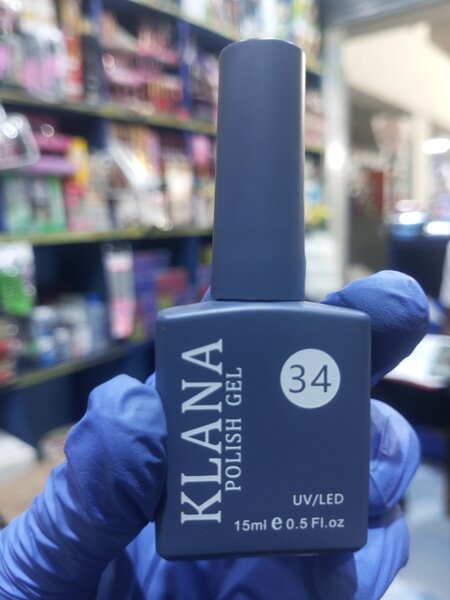 KLANA
POLISH GEL
34
UV/LED
15ml e 0.5 Fl.oz